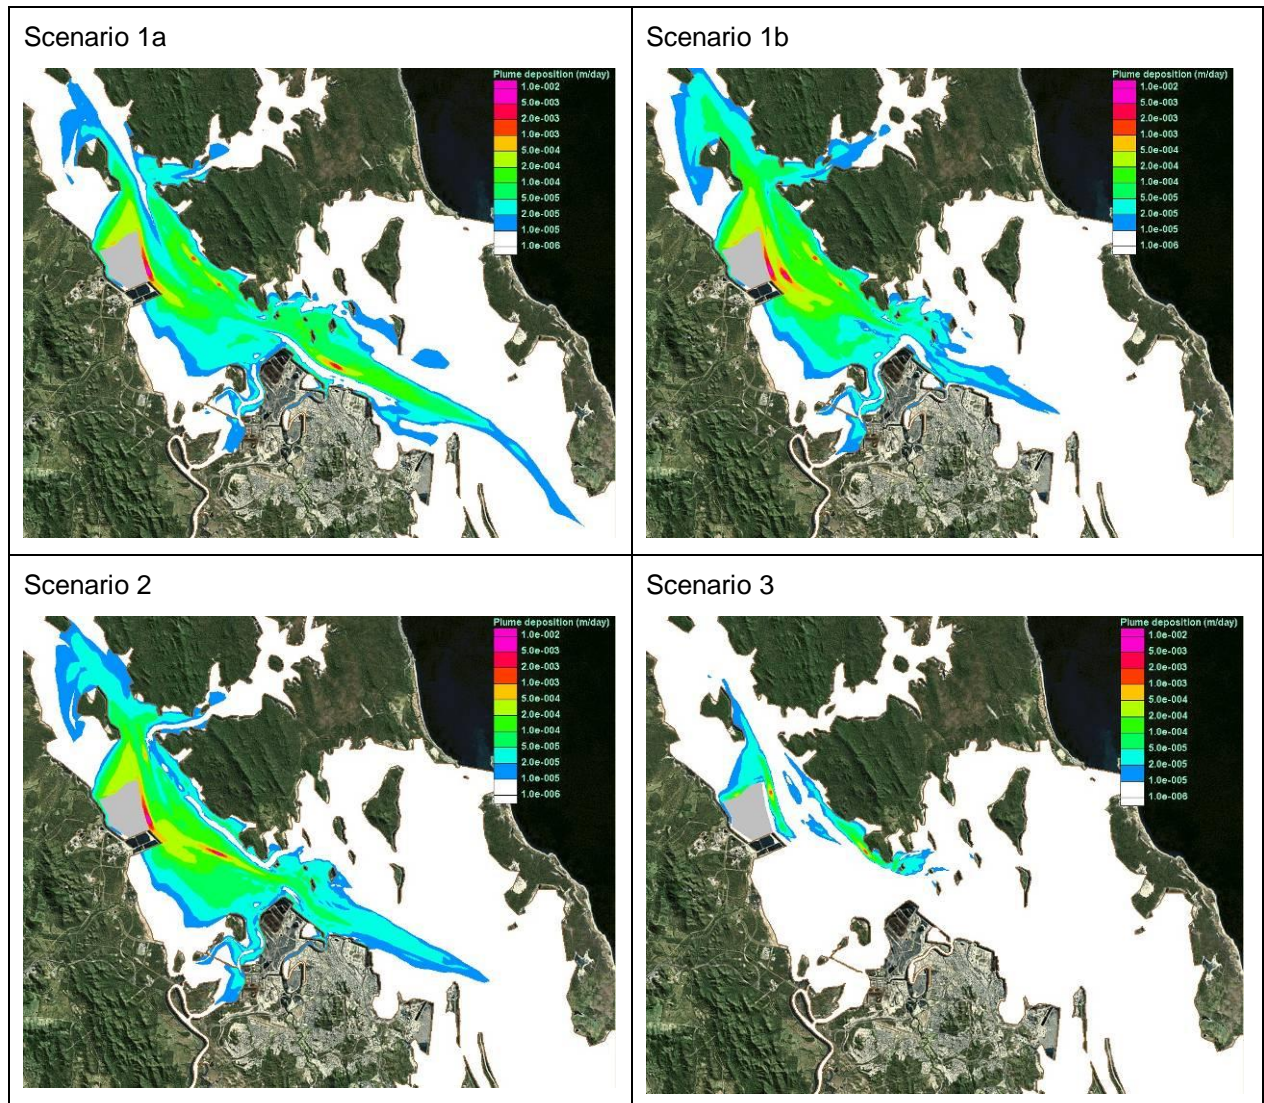 Scenario 1a
Plume deposition (m/day)
1.0e-002
5.0e-003
2.0e-003
1.0e-003
5.0e-004
2.0e-004
1.0e-004
5.0e-005
2.0e-005
1.0e-005
1.0e-006
Scenario 1b
Plume deposition (m/day)
1.0e-002
5.0e-003
2.0e-003
1.0e-003
5.0e-004
2.0e-004
1.0e-004
5.0e-005
2.0e-005
1.0e-005
1.0e-006
Scenario 2
Plume deposition (m/day)
1.0e-002
5.0e-003
2.0e-003
1.0e-003
5.0e-004
2.0e-004
1.0e-004
5.0e-005
2.0e-005
1.0e-005
1.0e-006
Scenario 3
Plume deposition (m/day)
1.0e-002
5.0e-003
2.0e-003
1.0e-003
5.0e-004
2.0e-004
1.0e-004
5.0e-005
2.0e-005
1.0e-005
1.0e-006